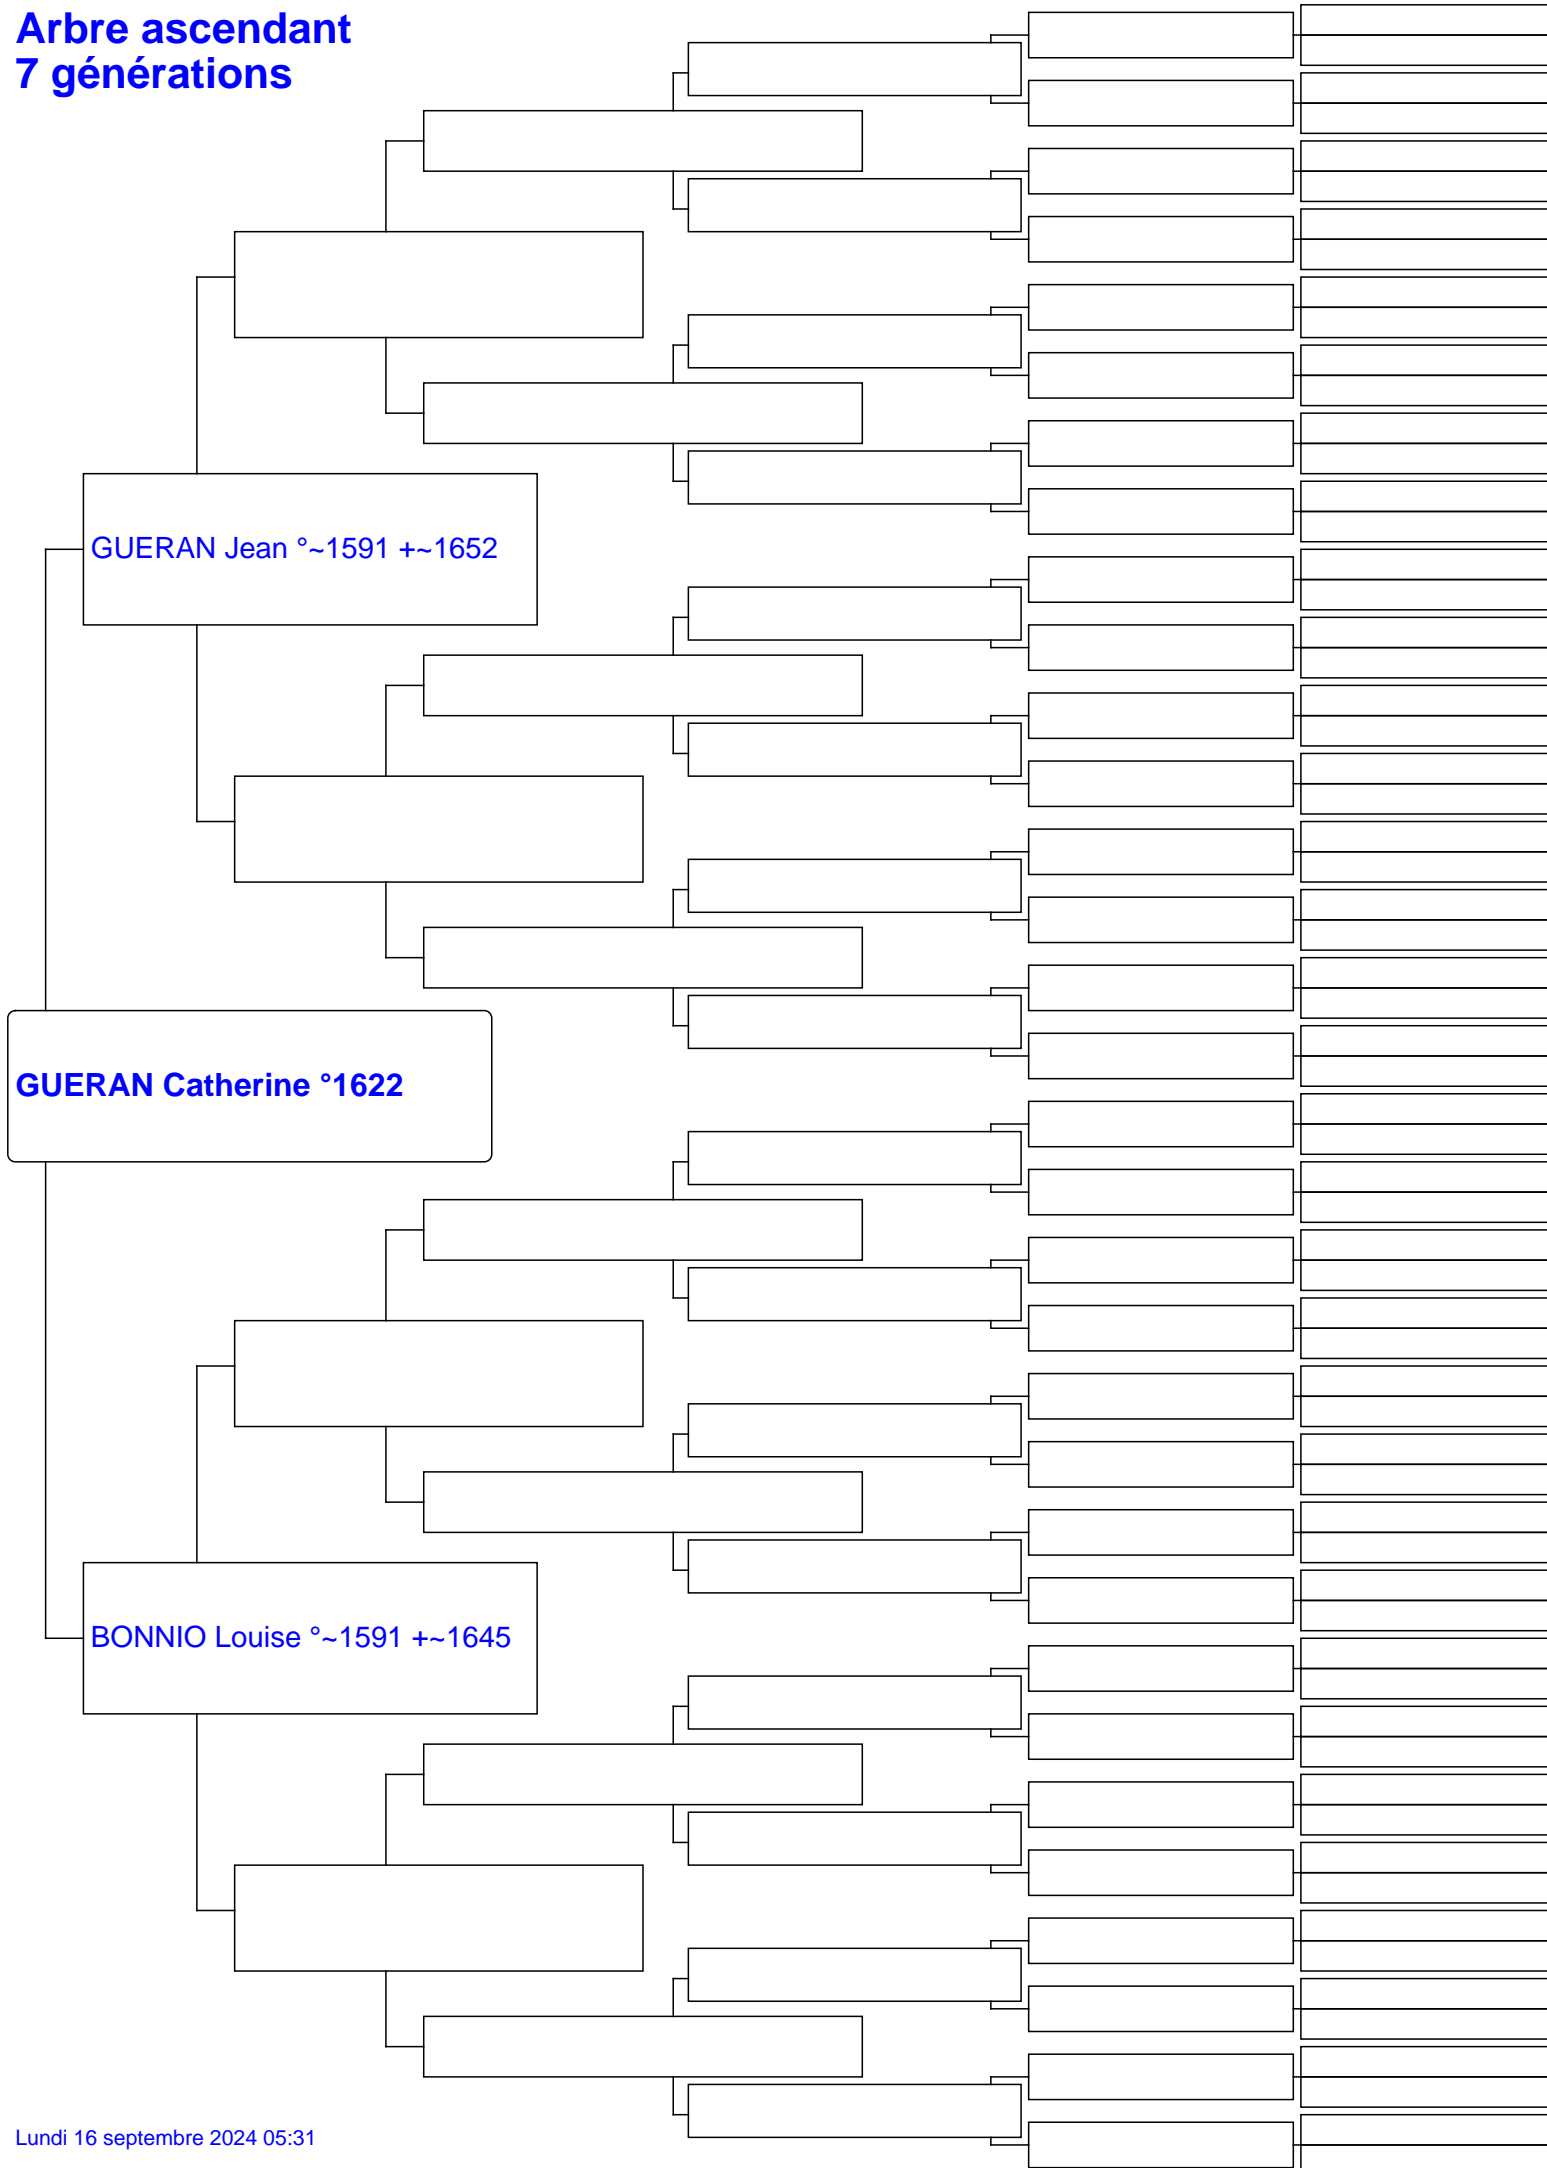 Arbre ascendant
7 générations
GUERAN Jean °~1591 +~1652
GUERAN Catherine °1622
BONNIO Louise °~1591 +~1645
Lundi 16 septembre 2024 05:31